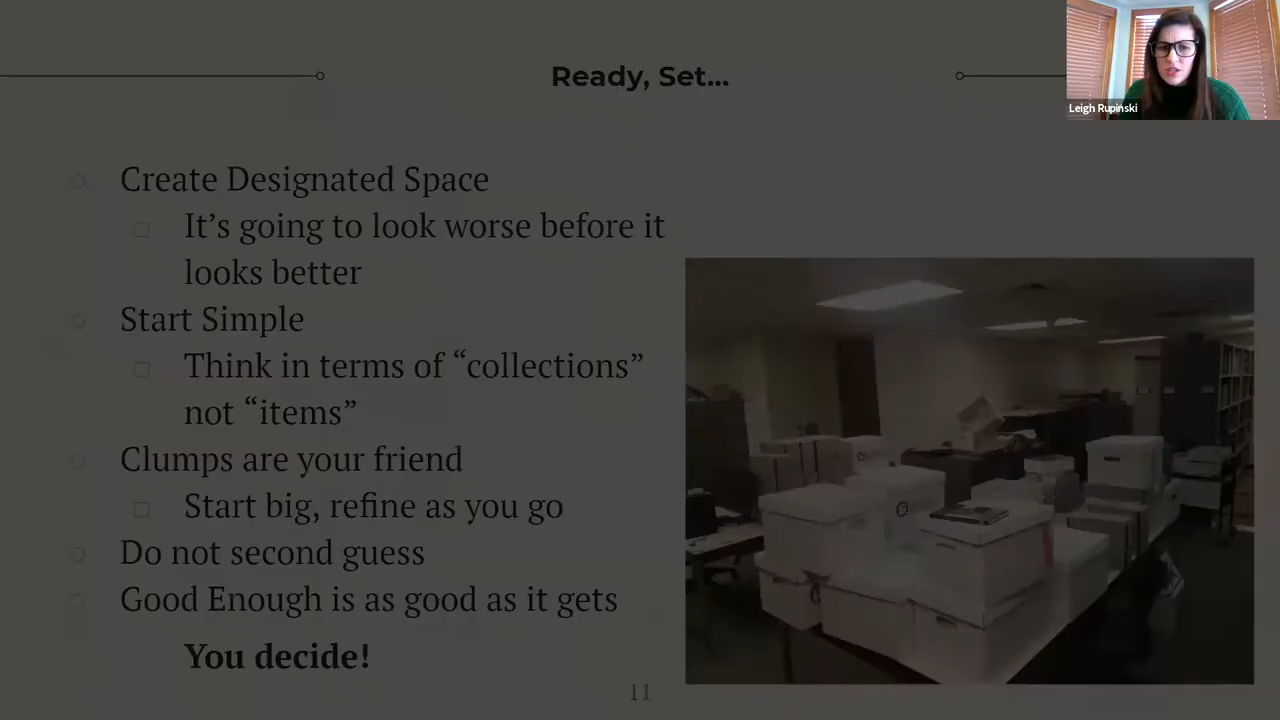 Ready, Set...
Leigh Rupinski
Create Designated Space
It’s going to look worse before it
looks better
Start Simple
Think in terms of “collections”
not “items”
Clumps are your friend
Start big, refine as you go
Do not second guess
Good Enough is as good as it gets
You decide!
11